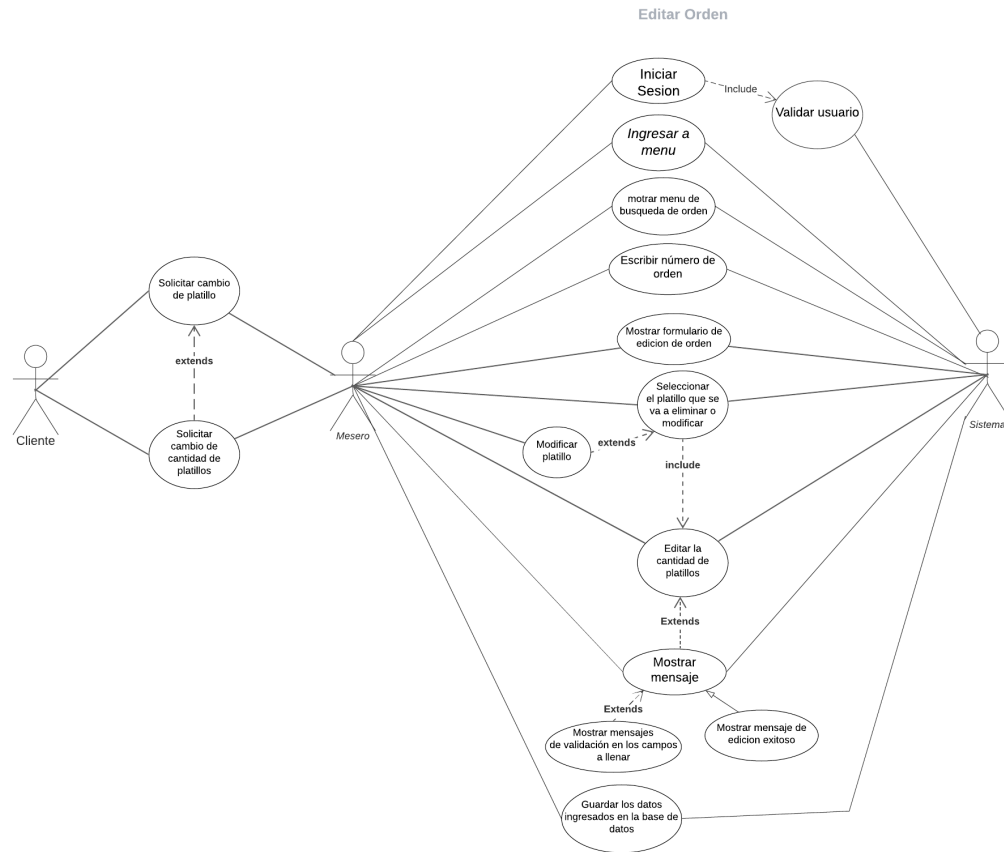 Editar Orden
Iniciar
Sesion
Include
Validar usuario
Ingresar a
menu
motrar menu de
busqueda de orden
Escribir número de
orden
Solicitar cambio
de platillo
Mostrar formulario de
edicion de orden
extends
Seleccionar
el platillo que se
va a eliminar o
modificar
Cliente
Mesero
Sistema
Solicitar
cambio de
cantidad de
platillos
Modificar
platillo
extends
include
Editar la
cantidad de
platillos
Extends
Mostrar
mensaje
Extends
Mostrar mensajes
de validación en los campos
a llenar
Mostrar mensaje de
edicion exitoso
Guardar los datos
ingresados en la base de
datos